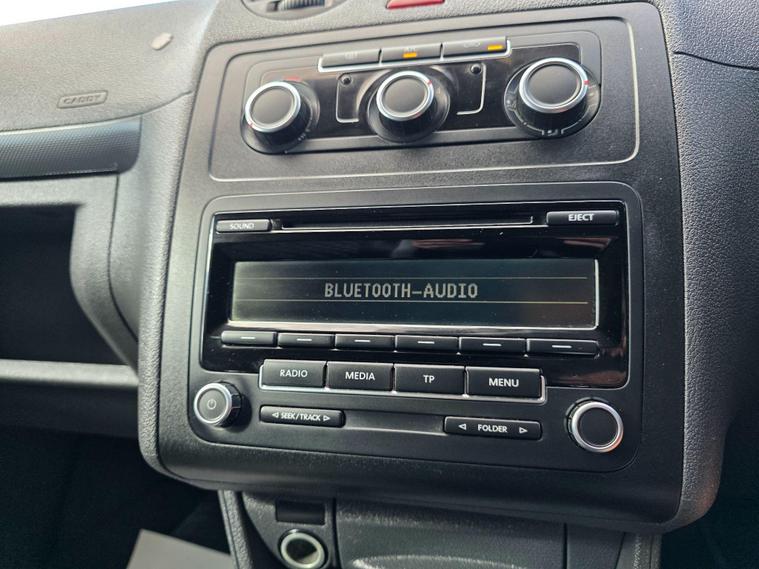 CADDY
A/C
SOUND
EJECT
BLUETOOTH-AUDIO
RADIO
MEDIA
TP
MENU
SEEK/TRACK
FOLDER